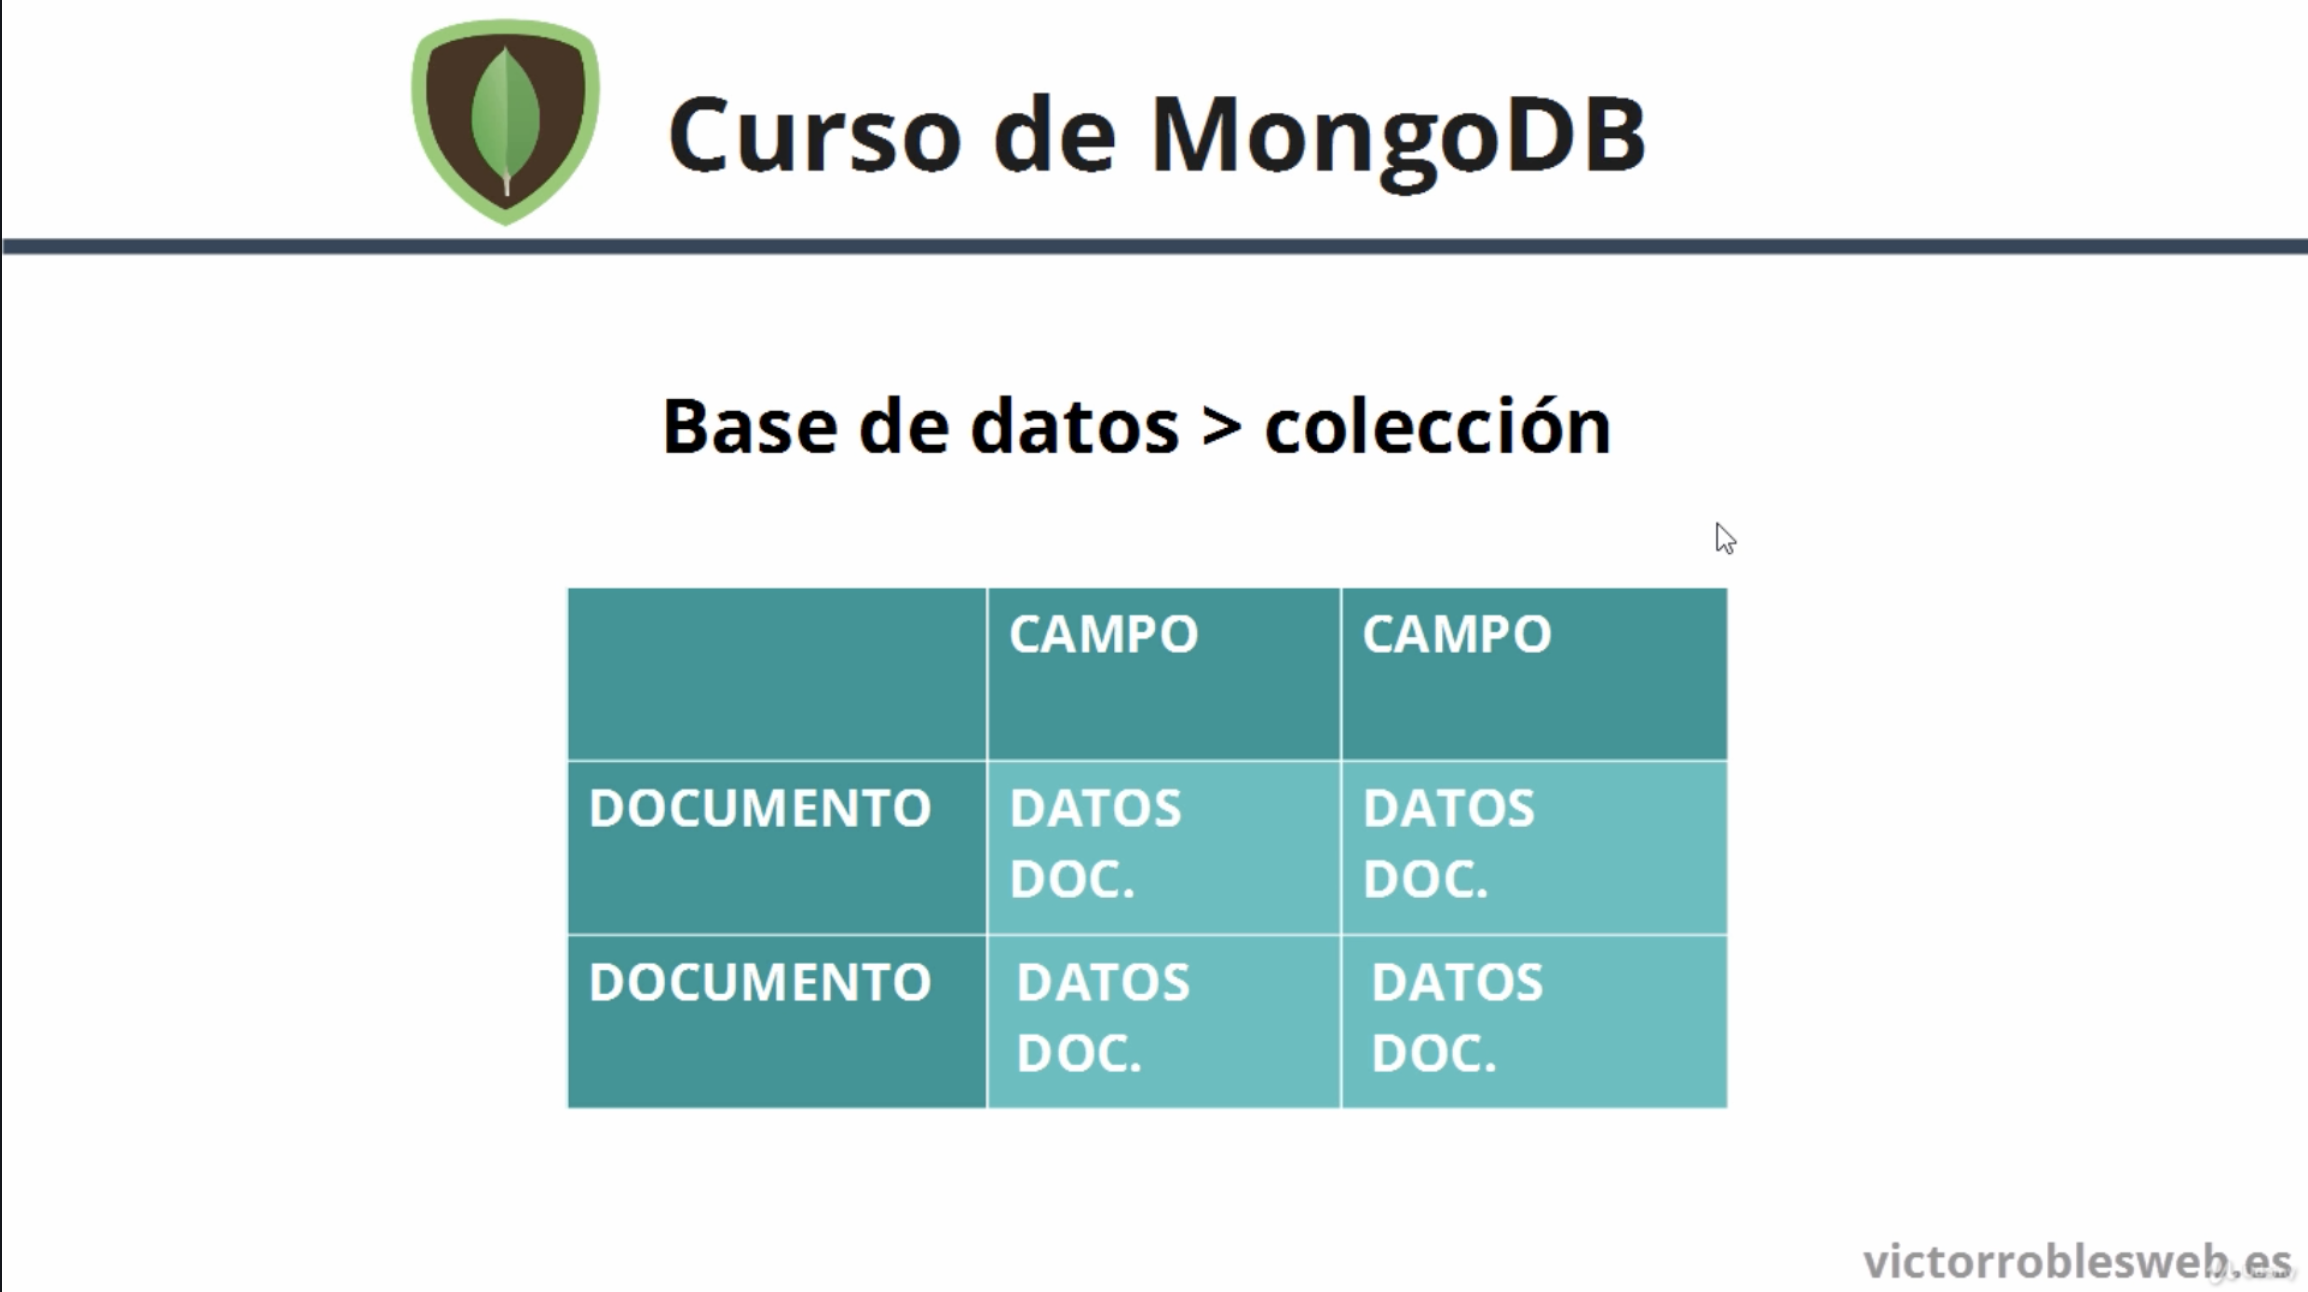 Curso de MongoDB
Base de datos > colección
CAMPO CAMPO
DOCUMENTO DATOS DATOS
DOC. DOC.
DOCUMENTO DATOS DATOS
DOC. DOC.
victorroblesweb.es